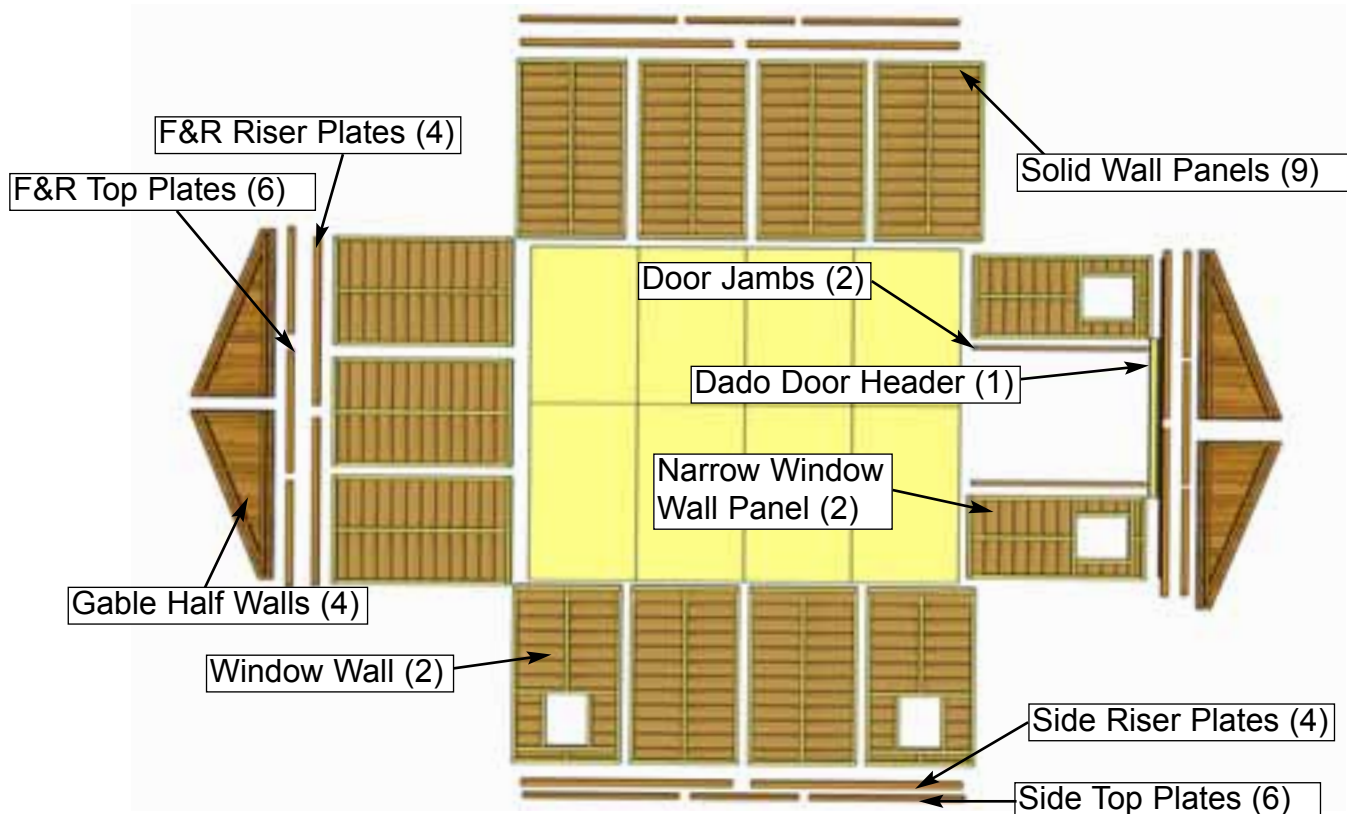 F&R Riser Plates (4)
F&R Top Plates (6)
Solid Wall Panels (9)
Door Jambs (2)
Dado Door Header (1)
Narrow Window
Wall Panel (2)
Gable Half Walls (4)
Window Wall (2)
Side Riser Plates (4)
Side Top Plates (6)